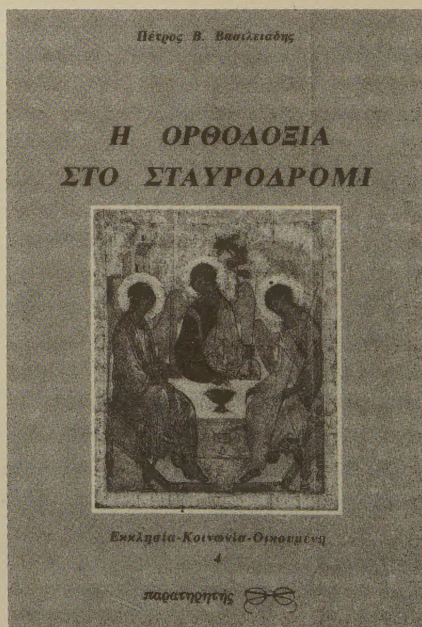 Πέτρος Β. Βασιλειάδης
Η ΟΡΘΟΔΟΞΙΑ
ΣΤΟ ΣΤΑΥΡΟΔΡΟΜΙ
Εκκλησία-Κοινωνία-Οικουμένη
4
παρατηρητής